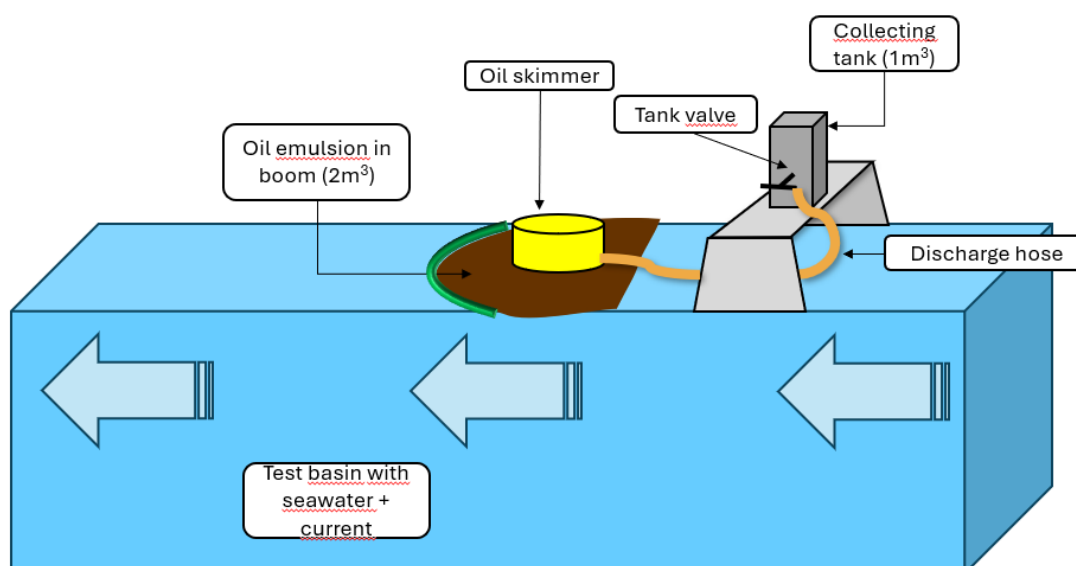 Collecting
tank (1m³)
Oil skimmer
Tank valve
Oil emulsion in
boom (2m³)
Discharge hose
Test basin with
seawater +
current